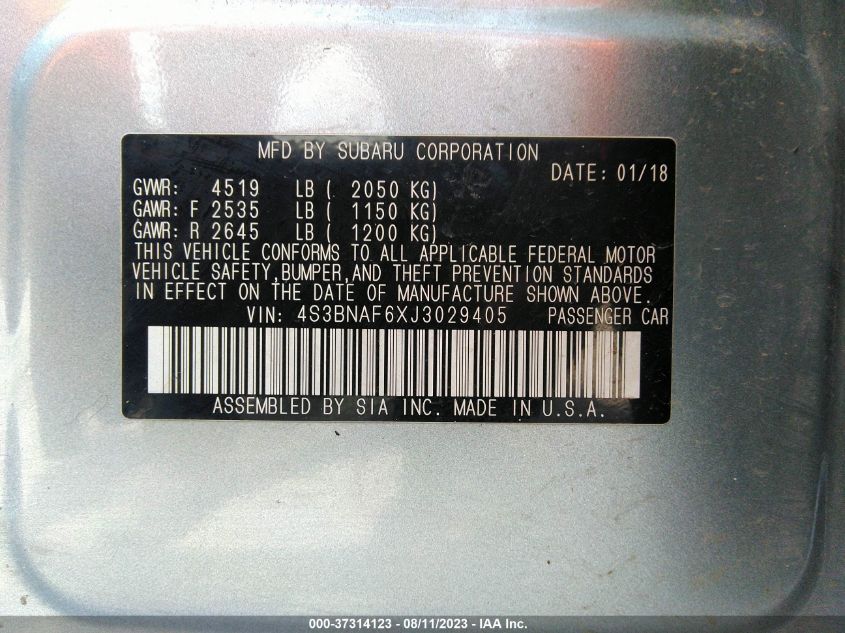 MFD BY SUBARU CORPORATION
DATE: 01/18
GVWR: 4519 LB ( 2050 KG)
GAWR: F 2535 LB ( 1150 KG)
GAWR: R 2645 LB ( 1200 KG)
THIS VEHICLE CONFORMS TO ALL APPLICABLE FEDERAL MOTOR
VEHICLE SAFETY,BUMPER,AND THEFT PREVENTION STANDARDS
IN EFFECT ON THE DATE OF MANUFACTURE SHOWN ABOVE.
VIN: 4S3BNAF6XJ3029405 PASSENGER CAR
ASSEMBLED BY SIA INC. MADE IN U.S.A.
000-37314123 - 08/11/2023 - IAA Inc.